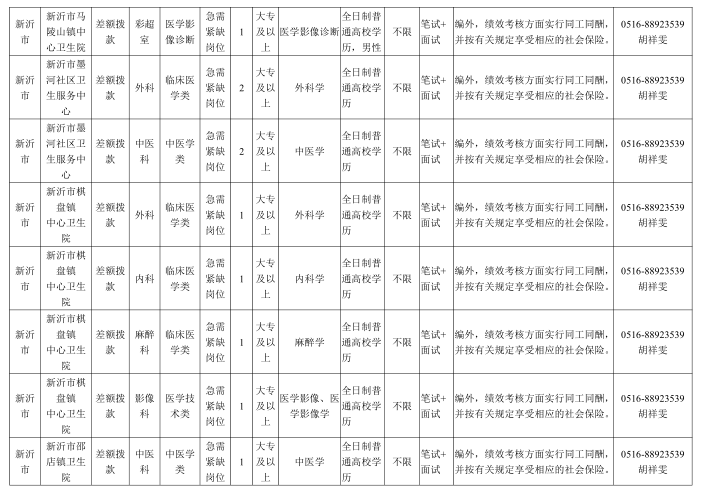 新沂市 新沂市马陵山镇中心卫生院 差额拨款 彩超室 医学影像诊断 急需紧缺岗位 1 大专及以上 医学影像诊断 全日制普通高校学历，男性 不限 笔试+面试 编外，绩效考核方面实行同工同酬，并按有关规定享受相应的社会保险。 0516-88923539 胡祥雯
新沂市 新沂市墨河社区卫生服务中心 差额拨款 外科 临床医学类 急需紧缺岗位 2 大专及以上 外科学 全日制普通高校学历 不限 笔试+面试 编外，绩效考核方面实行同工同酬，并按有关规定享受相应的社会保险。 0516-88923539 胡祥雯
新沂市 新沂市墨河社区卫生服务中心 差额拨款 中医科 中医学类 急需紧缺岗位 2 大专及以上 中医学 全日制普通高校学历 不限 笔试+面试 编外，绩效考核方面实行同工同酬，并按有关规定享受相应的社会保险。 0516-88923539 胡祥雯
新沂市 新沂市棋盘镇中心卫生院 差额拨款 外科 临床医学类 急需紧缺岗位 1 大专及以上 外科学 全日制普通高校学历 不限 笔试+面试 编外，绩效考核方面实行同工同酬，并按有关规定享受相应的社会保险。 0516-88923539 胡祥雯
新沂市 新沂市棋盘镇中心卫生院 差额拨款 内科 临床医学类 急需紧缺岗位 1 大专及以上 内科学 全日制普通高校学历 不限 笔试+面试 编外，绩效考核方面实行同工同酬，并按有关规定享受相应的社会保险。 0516-88923539 胡祥雯
新沂市 新沂市棋盘镇中心卫生院 差额拨款 麻醉科 临床医学类 急需紧缺岗位 1 大专及以上 麻醉学 全日制普通高校学历 不限 笔试+面试 编外，绩效考核方面实行同工同酬，并按有关规定享受相应的社会保险。 0516-88923539 胡祥雯
新沂市 新沂市棋盘镇中心卫生院 差额拨款 影像科 医学技术类 急需紧缺岗位 1 大专及以上 医学影像、医学影像学 全日制普通高校学历 不限 笔试+面试 编外，绩效考核方面实行同工同酬，并按有关规定享受相应的社会保险。 0516-88923539 胡祥雯
新沂市 新沂市邵店镇卫生院 差额拨款 中医科 中医学类 急需紧缺岗位 1 大专及以上 中医学 全日制普通高校学历 不限 笔试+面试 编外，绩效考核方面实行同工同酬，并按有关规定享受相应的社会保险。 0516-88923539 胡祥雯